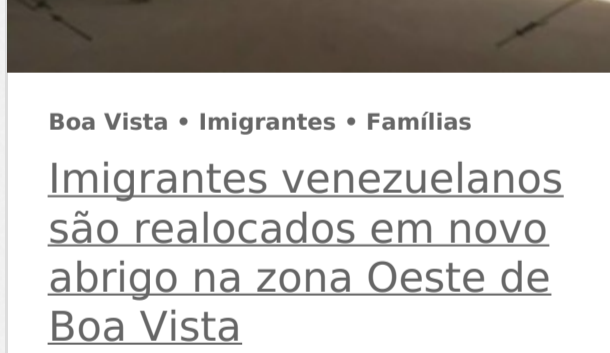 Boa Vista • Imigrantes • Famílias
Imigrantes venezuelanos
são realocados em novo
abrigo na zona Oeste de
Boa Vista